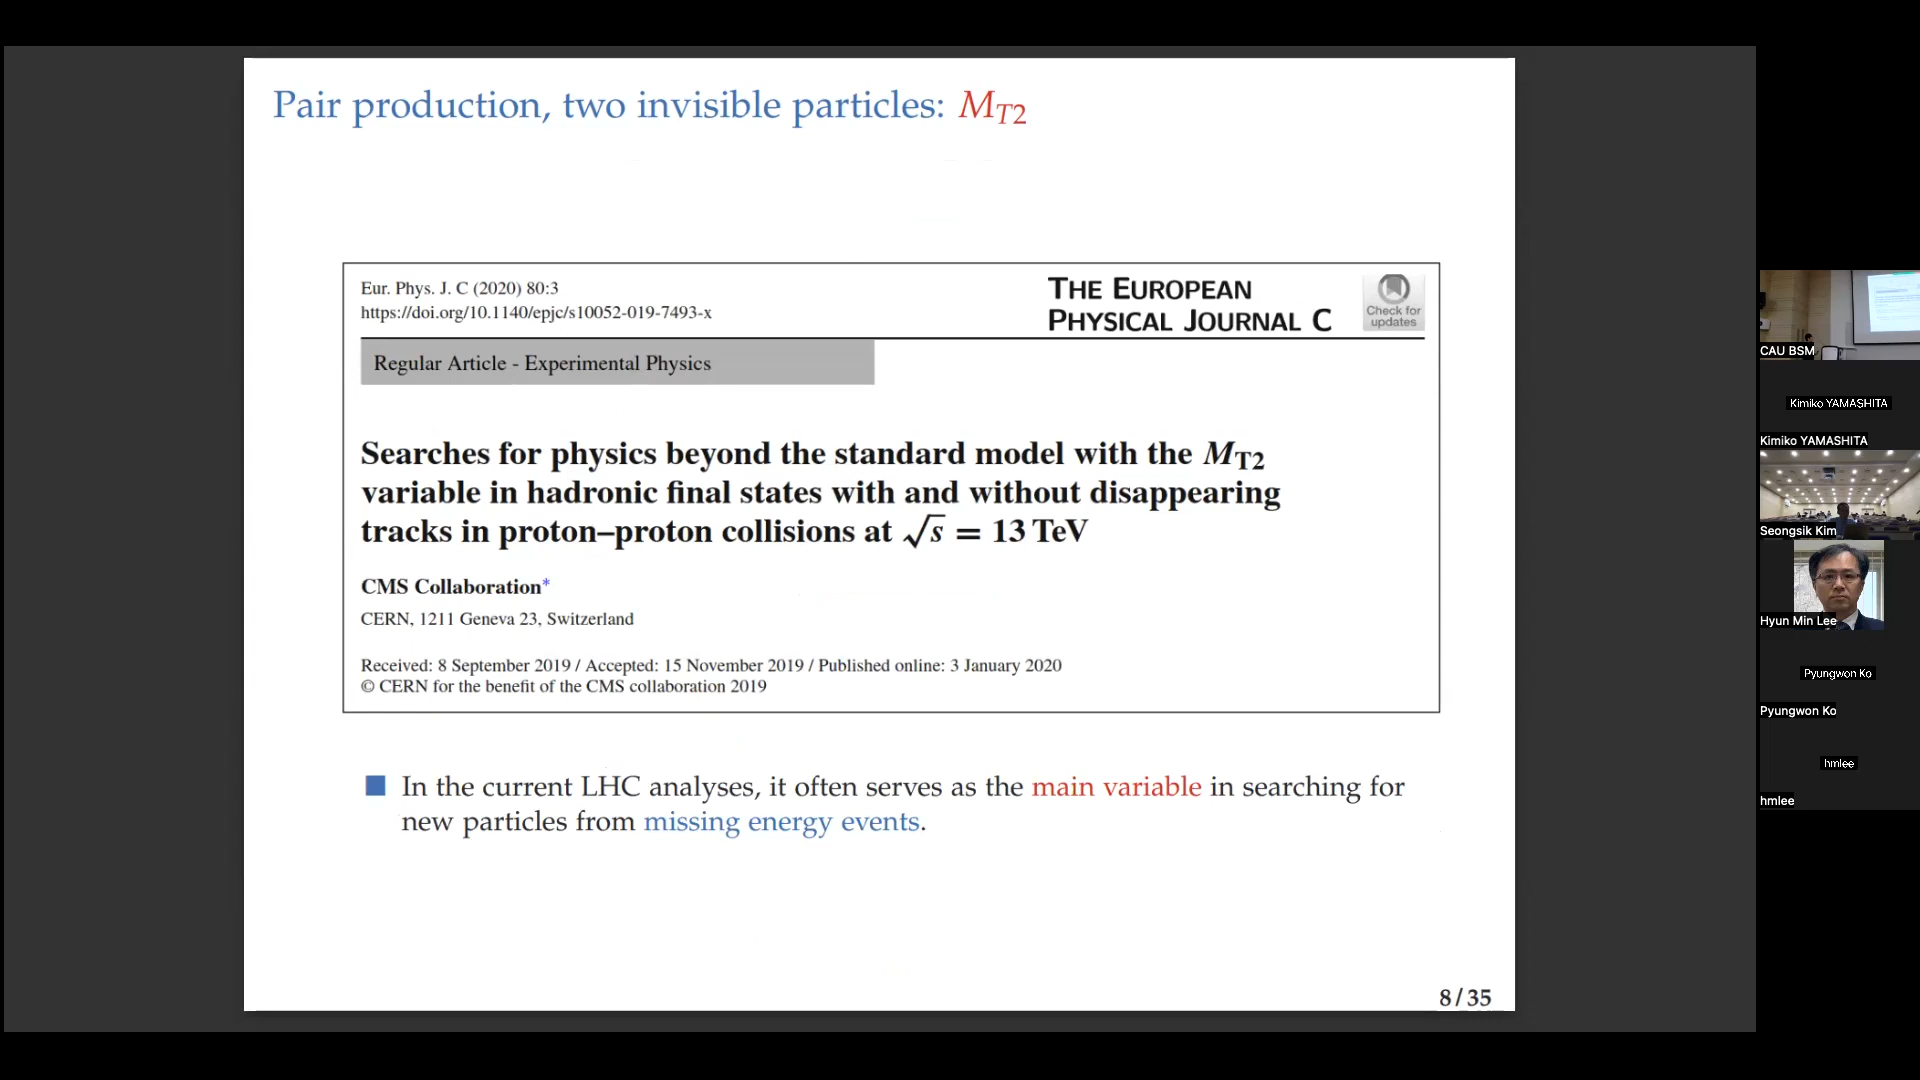 Pair production, two invisible particles: M_{T2}
Eur. Phys. J. C (2020) 80:3
https://doi.org/10.1140/epjc/s10052-019-7493-x
THE EUROPEAN
PHYSICAL JOURNAL C
Check for
updates
Regular Article - Experimental Physics
Searches for physics beyond the standard model with the M_{T2}
variable in hadronic final states with and without disappearing
tracks in proton–proton collisions at √s = 13 TeV
CMS Collaboration*
CERN, 1211 Geneva 23, Switzerland
Received: 8 September 2019 / Accepted: 15 November 2019 / Published online: 3 January 2020
© CERN for the benefit of the CMS collaboration 2019
In the current LHC analyses, it often serves as the main variable in searching for
new particles from missing energy events.
8 / 35
CAU BSM
Kimiko YAMASHITA
Kimiko YAMASHITA
Seongsik Kim
Hyun Min Lee
Pyungwon Ko
Pyungwon Ko
hmlee
hmlee